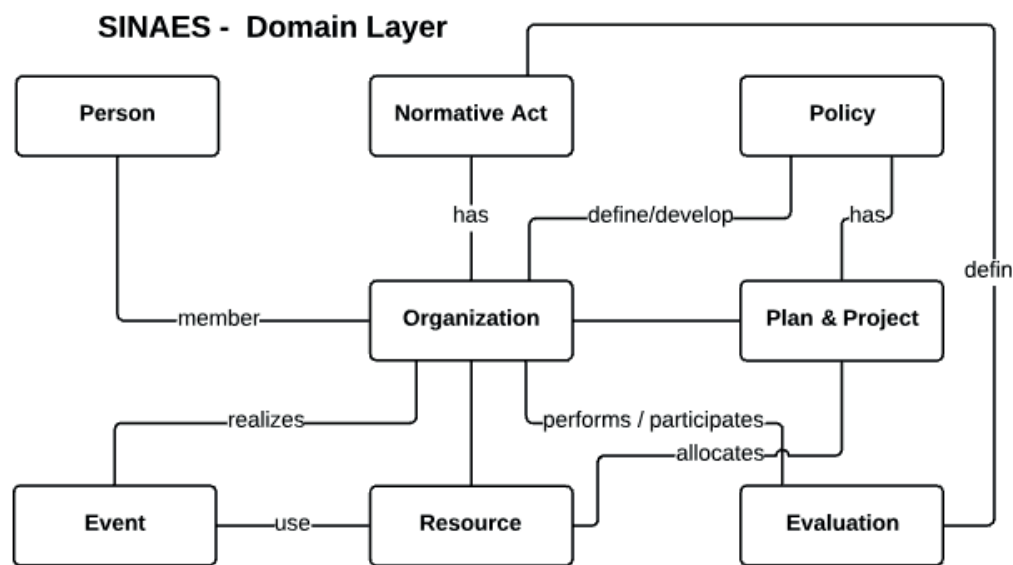 SINAES - Domain Layer
Person
Normative Act
Policy
has
define/develop
has
defin
member
Organization
Plan & Project
realizes
performs / participates
allocates
Event
use
Resource
Evaluation